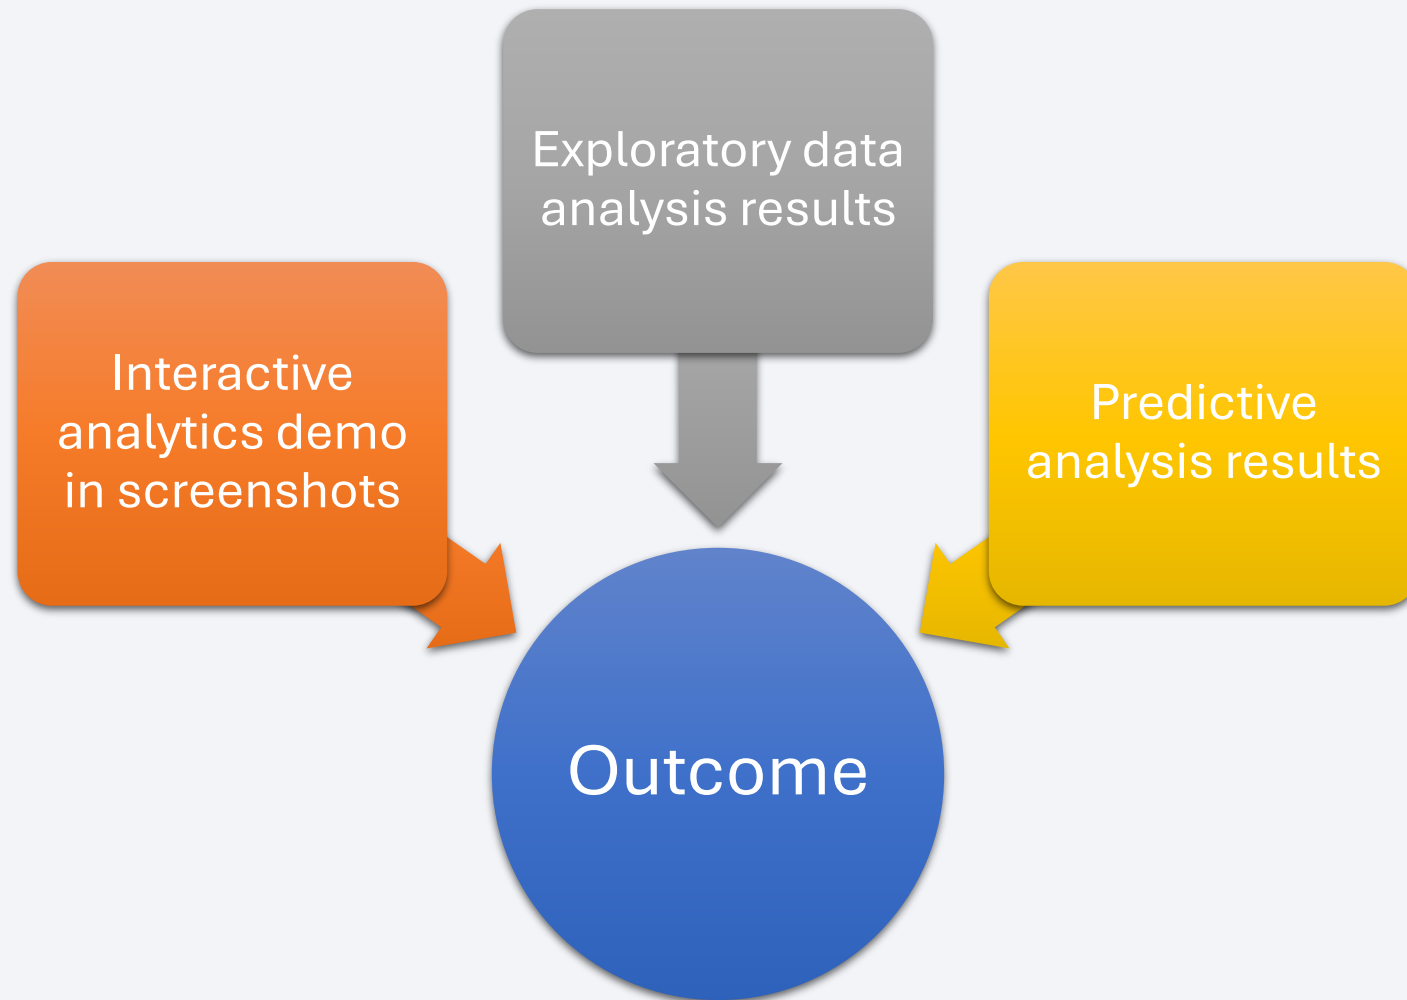 Exploratory data
analysis results
Interactive
analytics demo
in screenshots
Predictive
analysis results
Outcome